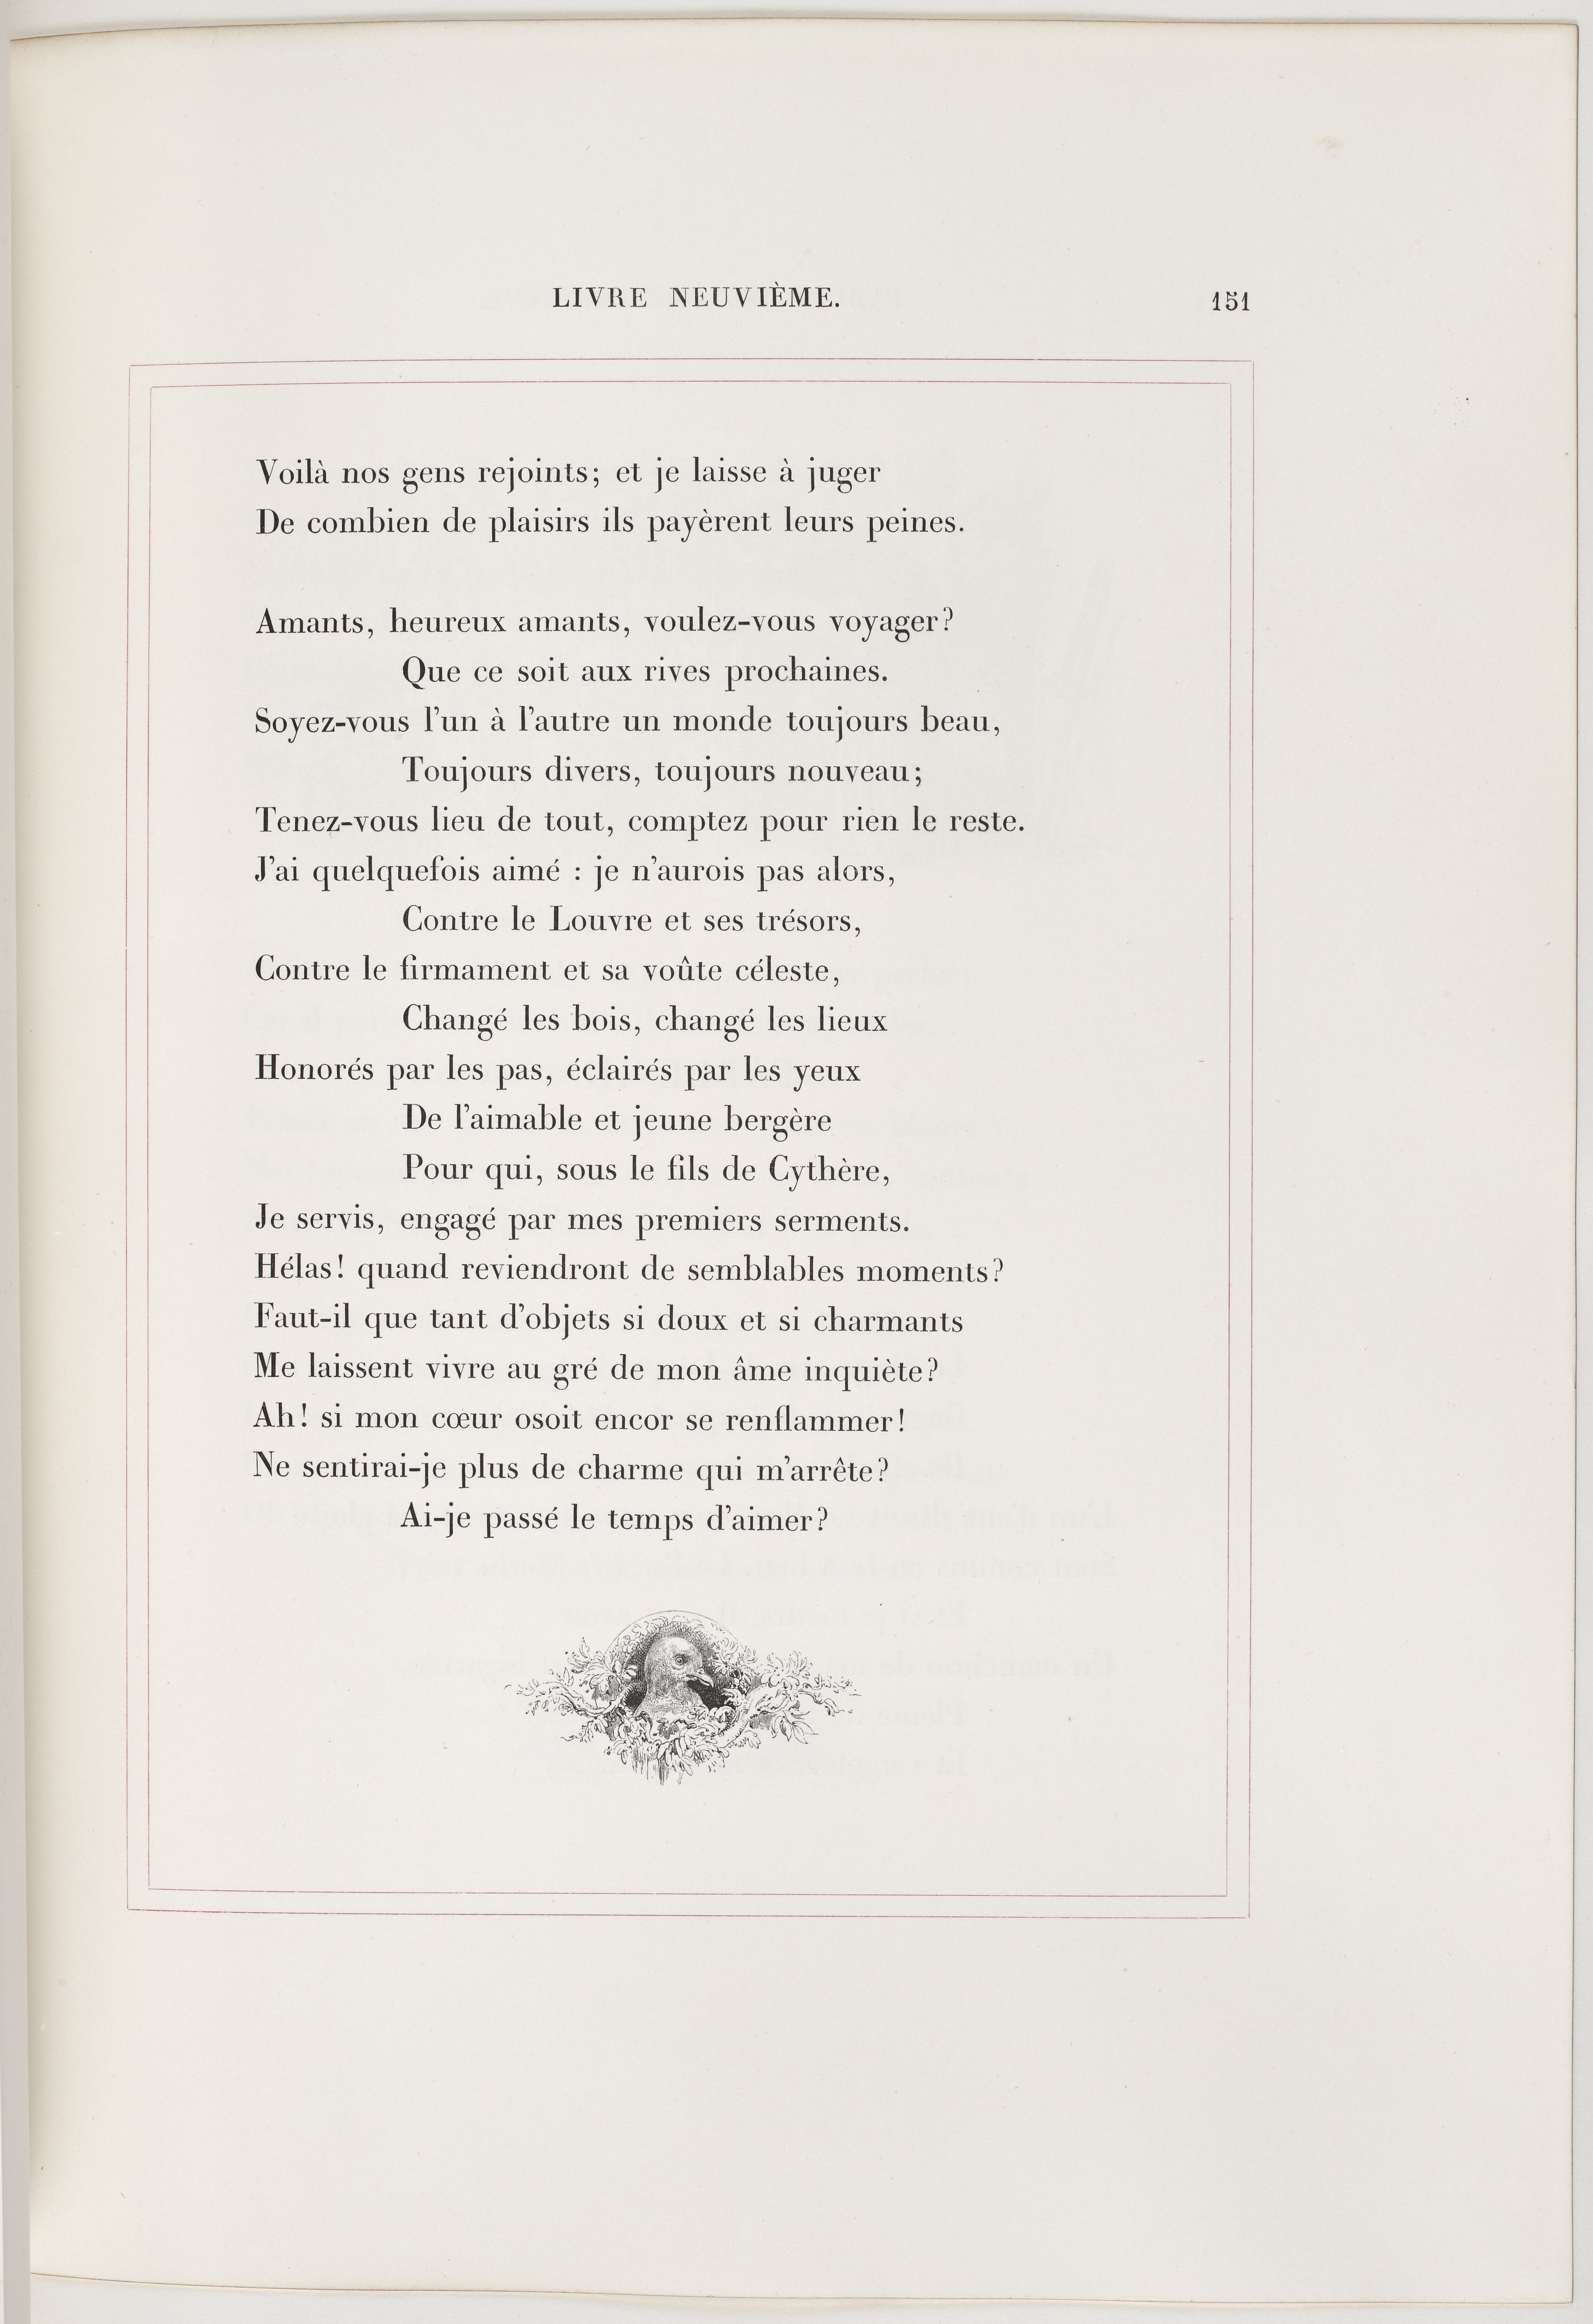 LIVRE NEUVIÈME. 151
Voilà nos gens rejoints; et je laisse à juger
De combien de plaisirs ils payèrent leurs peines.
Amants, heureux amants, voulez-vous voyager?
Que ce soit aux rives prochaines.
Soyez-vous l'un à l'autre un monde toujours beau,
Toujours divers, toujours nouveau;
Tenez-vous lieu de tout, comptez pour rien le reste.
J'ai quelquefois aimé : je n'aurois pas alors,
Contre le Louvre et ses trésors,
Contre le firmament et sa voûte céleste,
Changé les bois, changé les lieux
Honorés par les pas, éclairés par les yeux
De l'aimable et jeune bergère
Pour qui, sous le fils de Cythère,
Je servis, engagé par mes premiers serments.
Hélas! quand reviendront de semblables moments?
Faut-il que tant d'objets si doux et si charmants
Me laissent vivre au gré de mon âme inquiète?
Ah! si mon cœur osoit encor se renflammer!
Ne sentirai-je plus de charme qui m'arrête?
Ai-je passé le temps d'aimer?